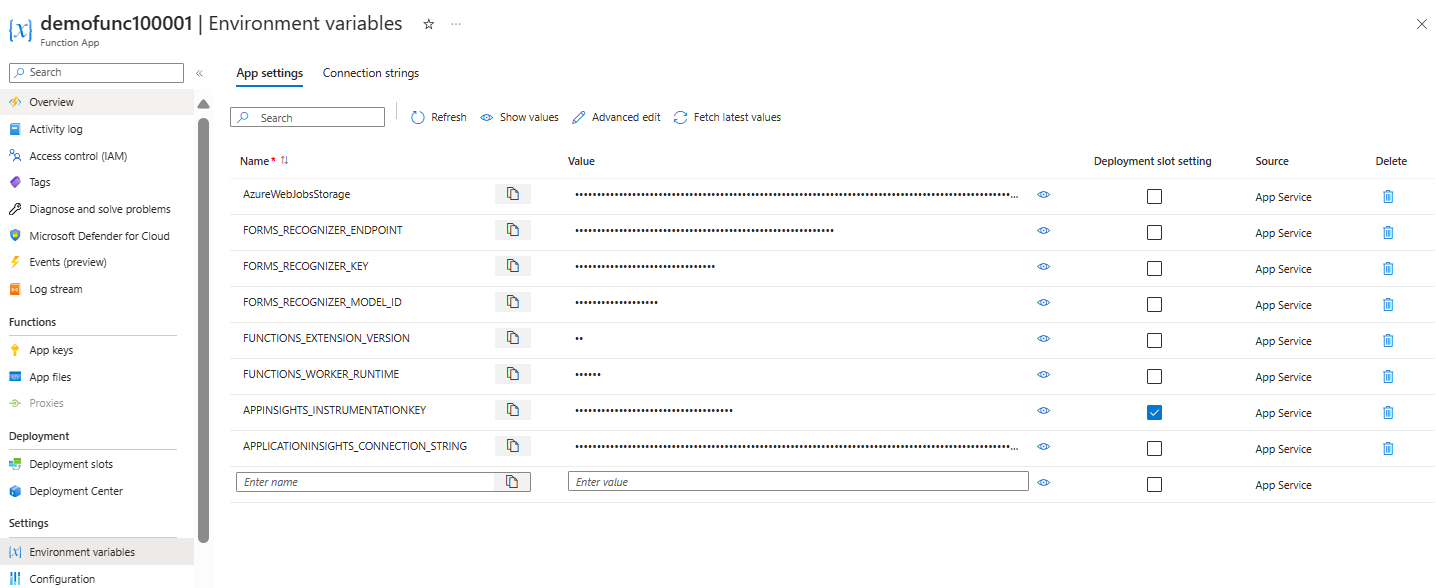 demofunc100001 | Environment variables
Function App
Search
Overview
Activity log
Access control (IAM)
Tags
Diagnose and solve problems
Microsoft Defender for Cloud
Events (preview)
Log stream
Functions
App keys
App files
Proxies
Deployment
Deployment slots
Deployment Center
Settings
Environment variables
Configuration
App settings Connection strings
Search Refresh Show values Advanced edit Fetch latest values
Name* Value Deployment slot setting Source Delete
AzureWebJobsStorage App Service
FORMS_RECOGNIZER_ENDPOINT App Service
FORMS_RECOGNIZER_KEY App Service
FORMS_RECOGNIZER_MODEL_ID App Service
FUNCTIONS_EXTENSION_VERSION App Service
FUNCTIONS_WORKER_RUNTIME App Service
APPINSIGHTS_INSTRUMENTATIONKEY App Service
APPLICATIONINSIGHTS_CONNECTION_STRING App Service
Enter name Enter value App Service